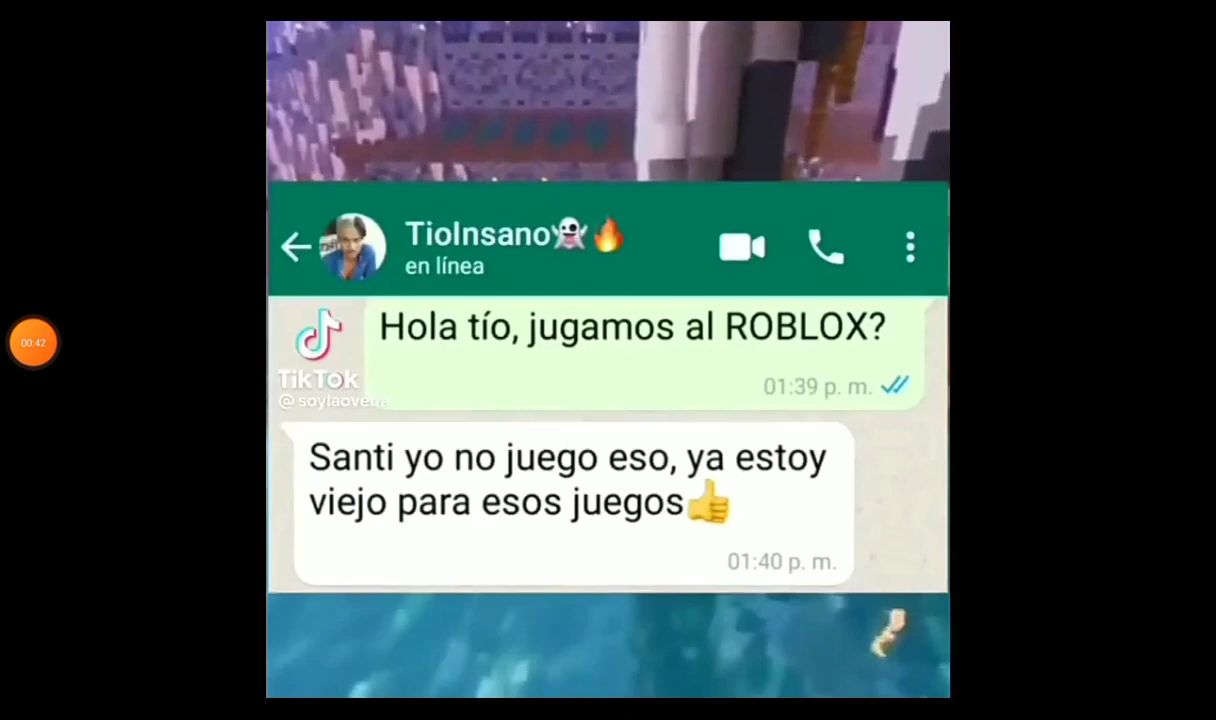 TioInsano👻🔥
en línea
Hola tío, jugamos al ROBLOX?
01:39 p. m.
TikTok
00:42
Santi yo no juego eso, ya estoy
viejo para esos juegos👍
01:40 p. m.